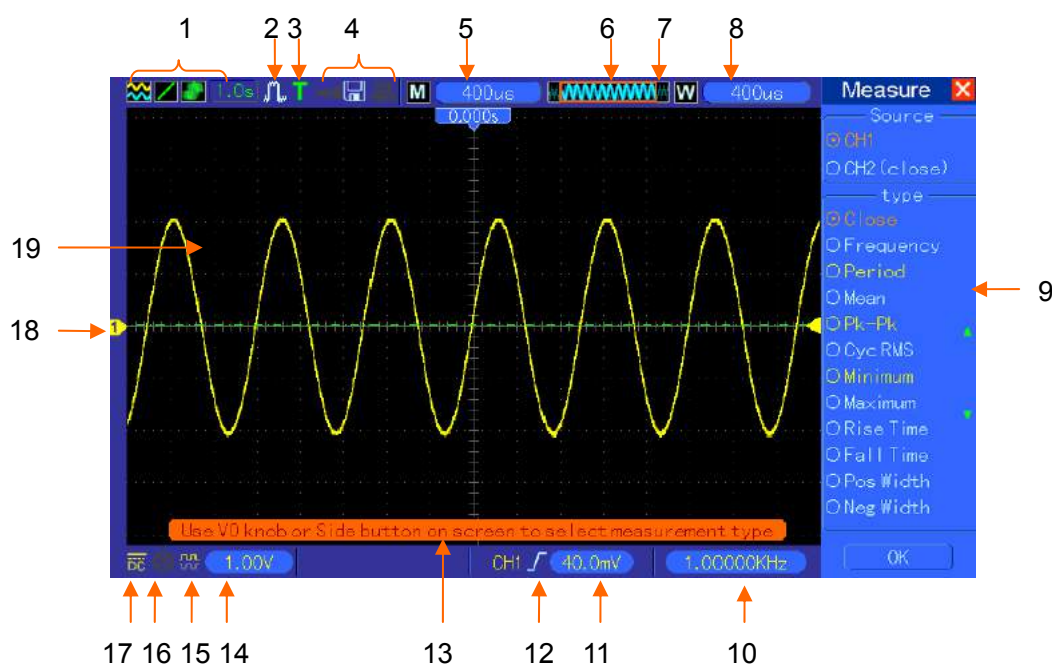 1 2 3 4 5 6 7 8
1.0s T M 400us W 400us
0.000s
Measure X
Source
CH1
CH2(close)
type
Close
Frequency
Period
Mean
Pk-Pk
Cyc RMS
Minimum
Maximum
Rise Time
Fall Time
Pos Width
Neg Width
OK
19
18
1
9
Use V0 knob or Side button on screen to select measurement type
DC 1.00V CH1 40.0mV 1.00000KHz
17 16 15 14 13 12 11 10